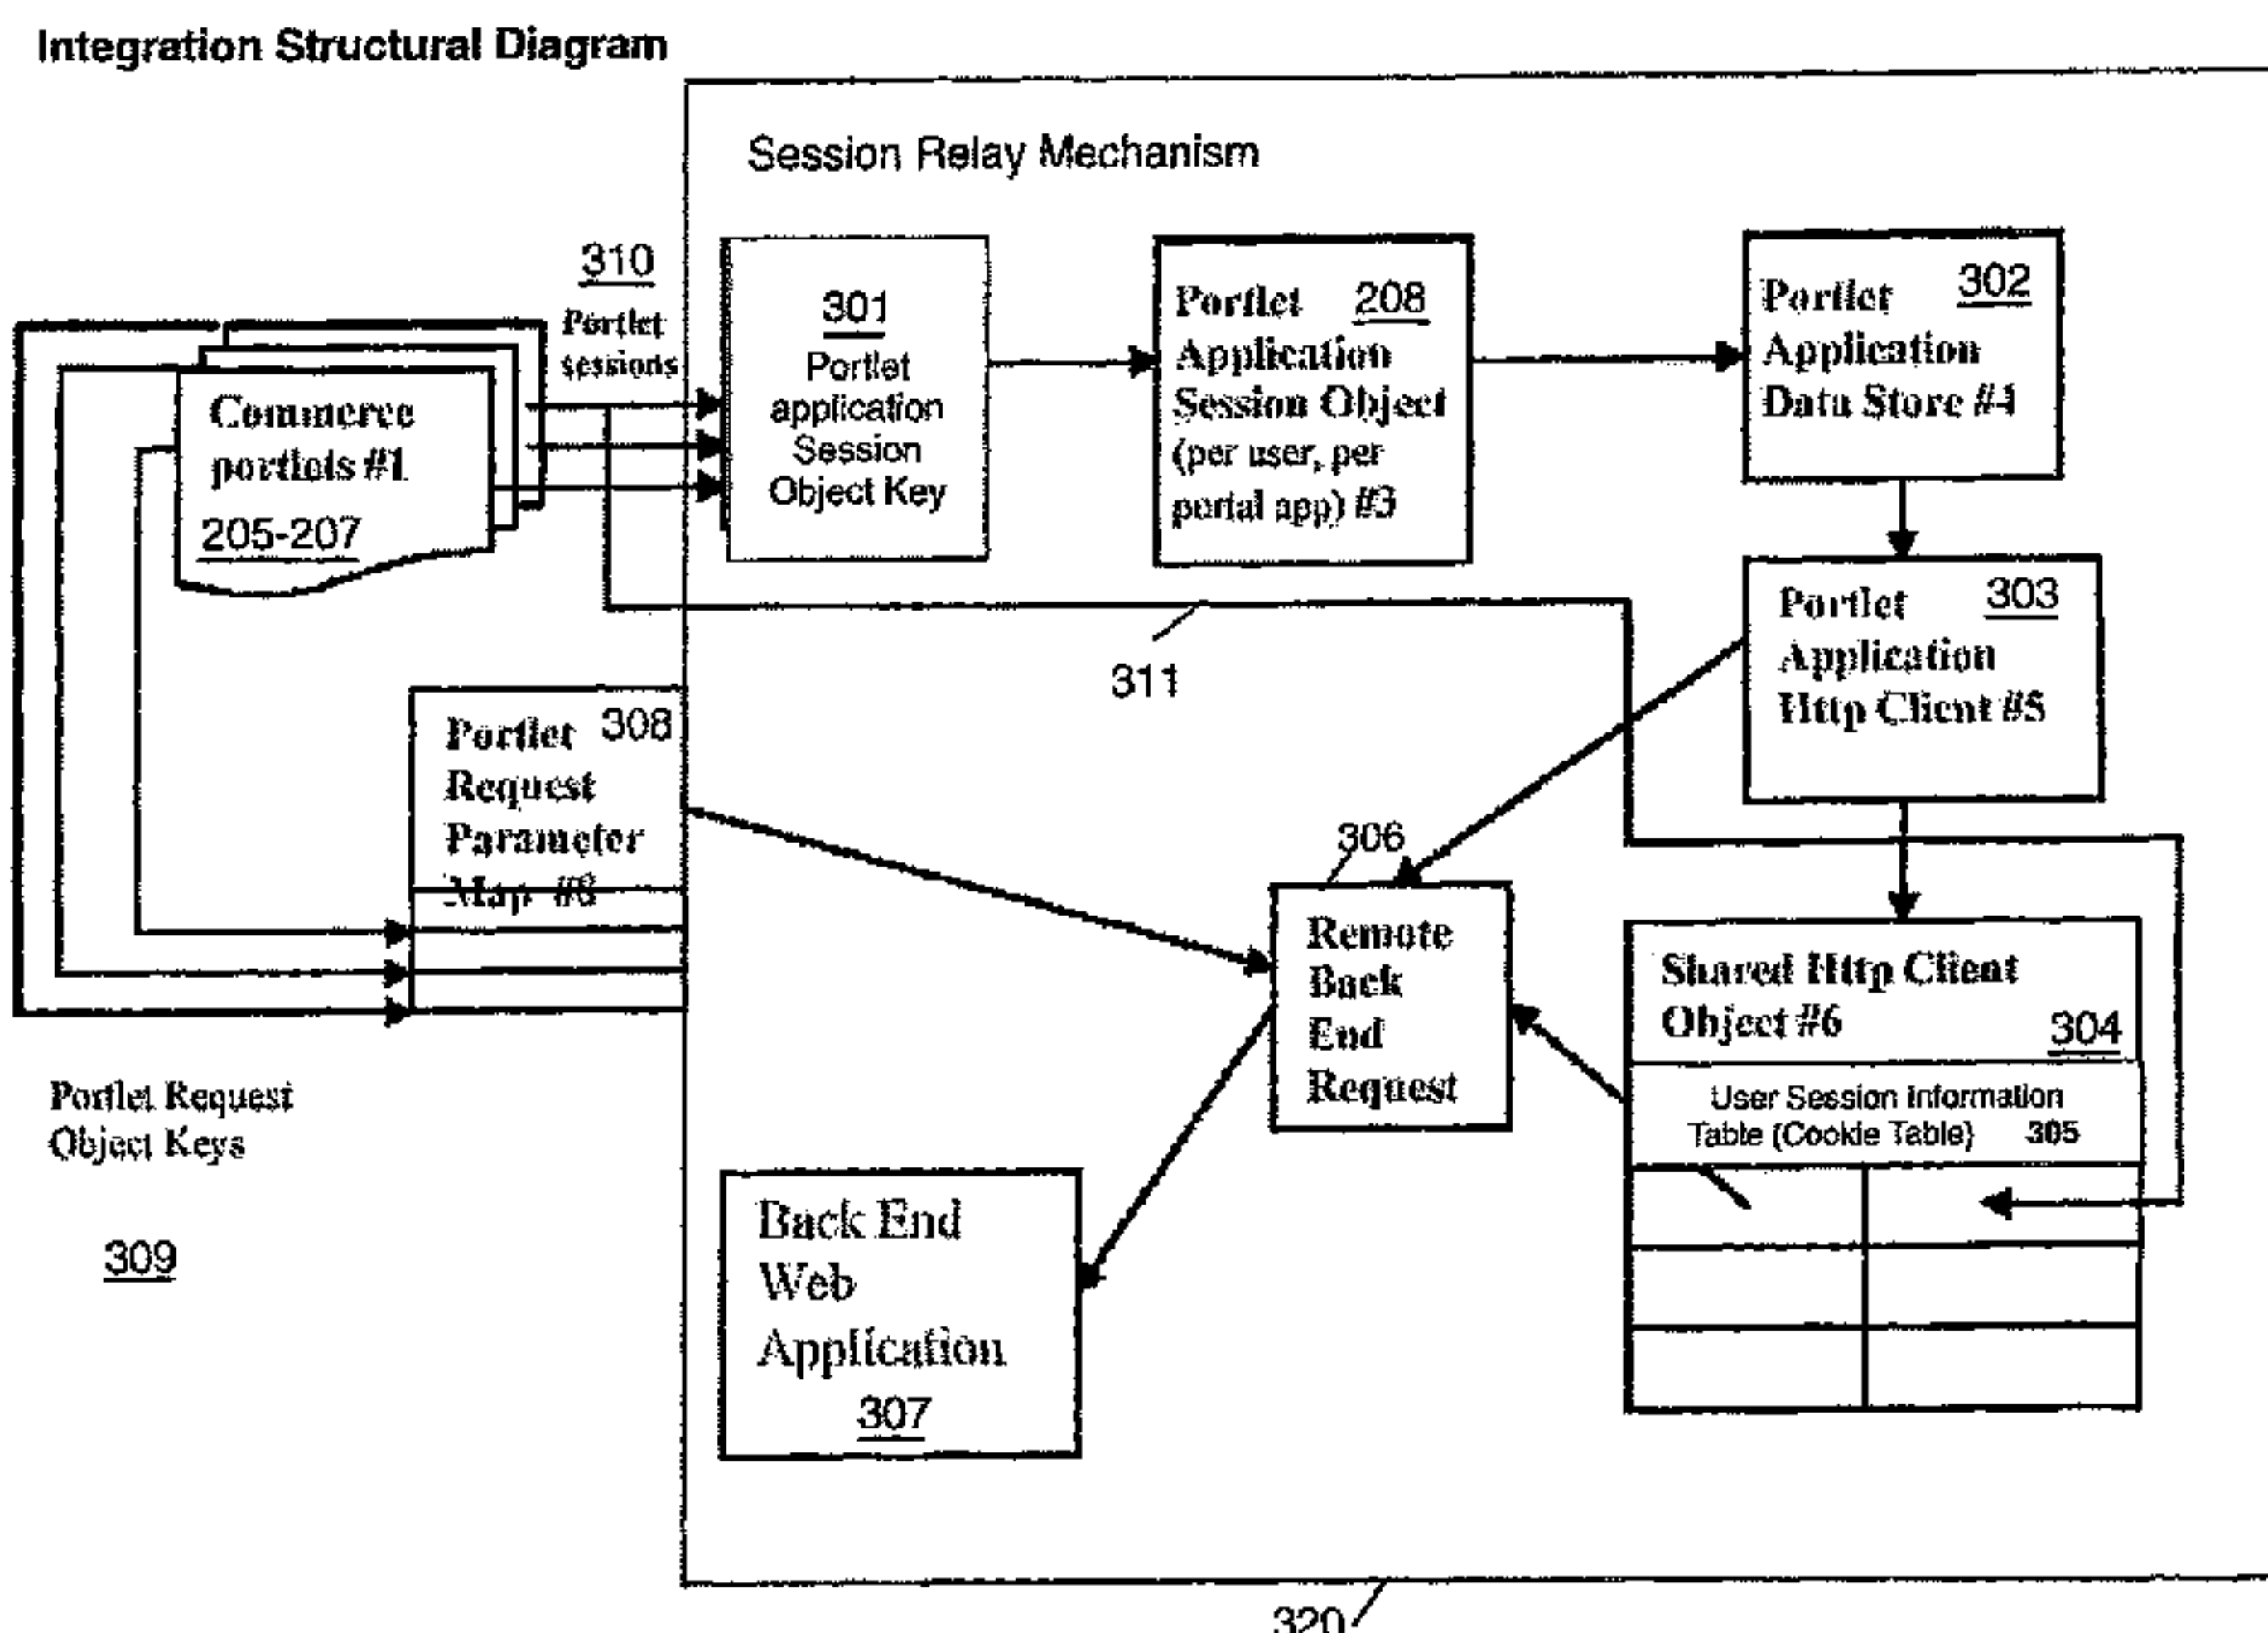 Integration Structural Diagram
Session Relay Mechanism
310
Portlet
sessions
Commerce
portlets #1
205-207
301
Portlet
application
Session
Object Key
Portlet 208
Application
Session Object
(per user, per
portal app) #3
Portlet 302
Application
Data Store #4
Portlet 303
Application
Http Client #5
311
Portlet 308
Request
Parameter
Map #8
306
Remote
Back
End
Request
Shared Http Client
Object #6 304
User Session Information
Table (Cookie Table) 305
Portlet Request
Object Keys
309
Back End
Web
Application
307
320